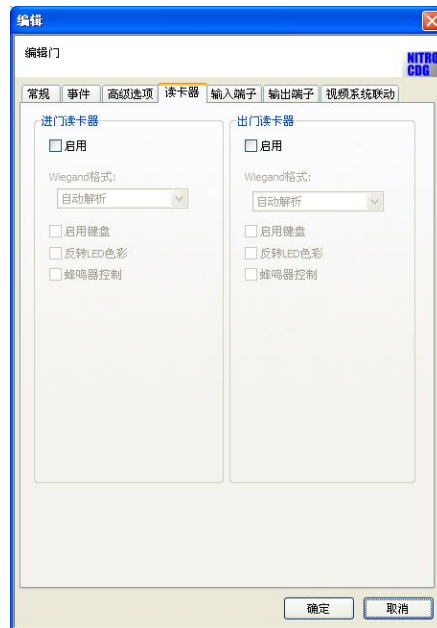 编辑
编辑门
NITRO
CDG
常规 事件 高级选项 读卡器 输入端子 输出端子 视频系统联动
进门读卡器 出门读卡器
启用 启用
Wiegand格式: Wiegand格式:
自动解析 自动解析
启用键盘 启用键盘
反转LED色彩 反转LED色彩
蜂鸣器控制 蜂鸣器控制
确定 取消